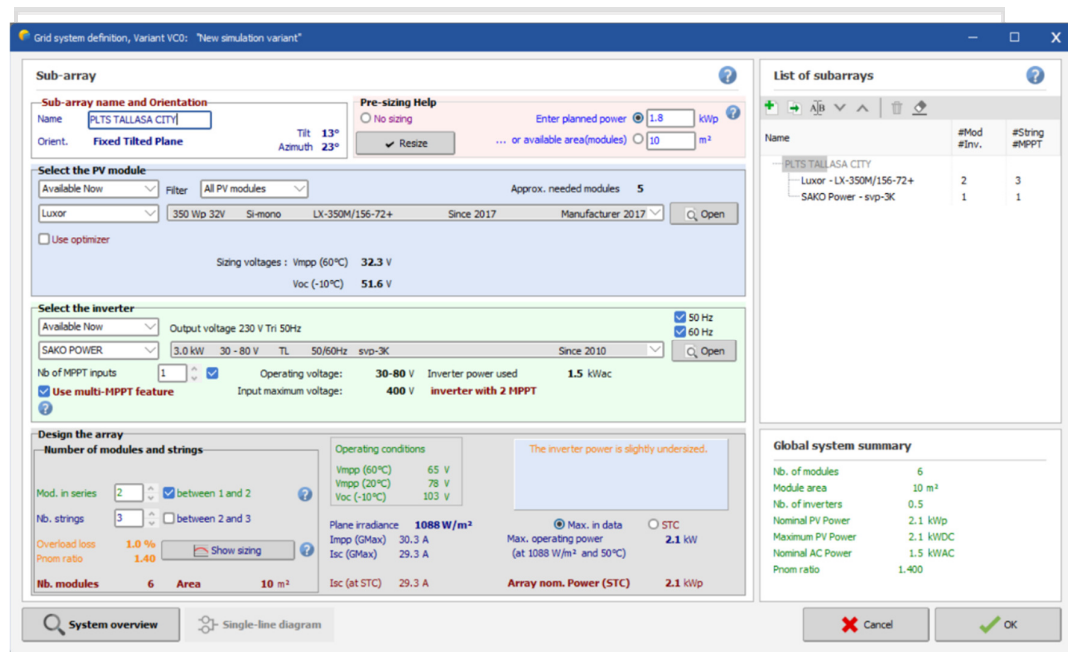 Grid system definition, Variant VC0: "New simulation variant"
Sub-array
Sub-array name and Orientation
Name PLTS TALLASA CITY
Orient. Fixed Tilted Plane
Tilt 13°
Azimuth 23°
Pre-sizing Help
No sizing
Enter planned power 1.8 kWp
Resize
... or available area(modules) 10 m²
Select the PV module
Available Now Filter All PV modules Approx. needed modules 5
Luxor 350 Wp 32V Si-mono LX-350M/156-72+ Since 2017 Manufacturer 2017 Open
Use optimizer
Sizing voltages : Vmpp (60°C) 32.3 V
Voc (-10°C) 51.6 V
Select the inverter
Available Now Output voltage 230 V Tri 50Hz
50 Hz
60 Hz
SAKO POWER 3.0 kW 30 - 80 V TL 50/60Hz svp-3K Since 2010 Open
Nb of MPPT inputs 1 Operating voltage: 30-80 V Inverter power used 1.5 kWac
Use multi-MPPT feature Input maximum voltage: 400 V inverter with 2 MPPT
Design the array
Number of modules and strings
Mod. in series 2 between 1 and 2
Nb. strings 3 between 2 and 3
Overload loss 1.0 %
Pnom ratio 1.40
Show sizing
Nb. modules 6 Area 10 m²
Operating conditions
Vmpp (60°C) 65 V
Vmpp (20°C) 78 V
Voc (-10°C) 103 V
Plane irradiance 1088 W/m²
Impp (GMax) 30.3 A
Isc (GMax) 29.3 A
Isc (at STC) 29.3 A
The inverter power is slightly undersized.
Max. in data STC
Max. operating power 2.1 kW
(at 1088 W/m² and 50°C)
Array nom. Power (STC) 2.1 kWp
List of subarrays
Name #Mod #String
#Inv. #MPPT
PLTS TALLASA CITY
Luxor - LX-350M/156-72+ 2 3
SAKO Power - svp-3K 1 1
Global system summary
Nb. of modules 6
Module area 10 m²
Nb. of inverters 0.5
Nominal PV Power 2.1 kWp
Maximum PV Power 2.1 kWDC
Nominal AC Power 1.5 kWAC
Pnom ratio 1.400
System overview
Single-line diagram
Cancel
OK